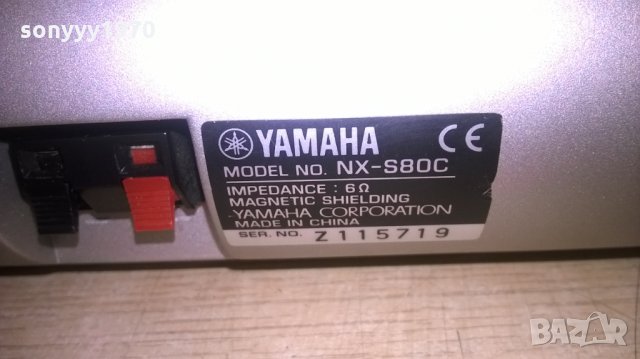 sonyyy1970
YAMAHA CE
MODEL NO. NX-S80C
IMPEDANCE : 6Ω
MAGNETIC SHIELDING
YAMAHA CORPORATION
MADE IN CHINA
SER. NO. Z115719
BAZAR